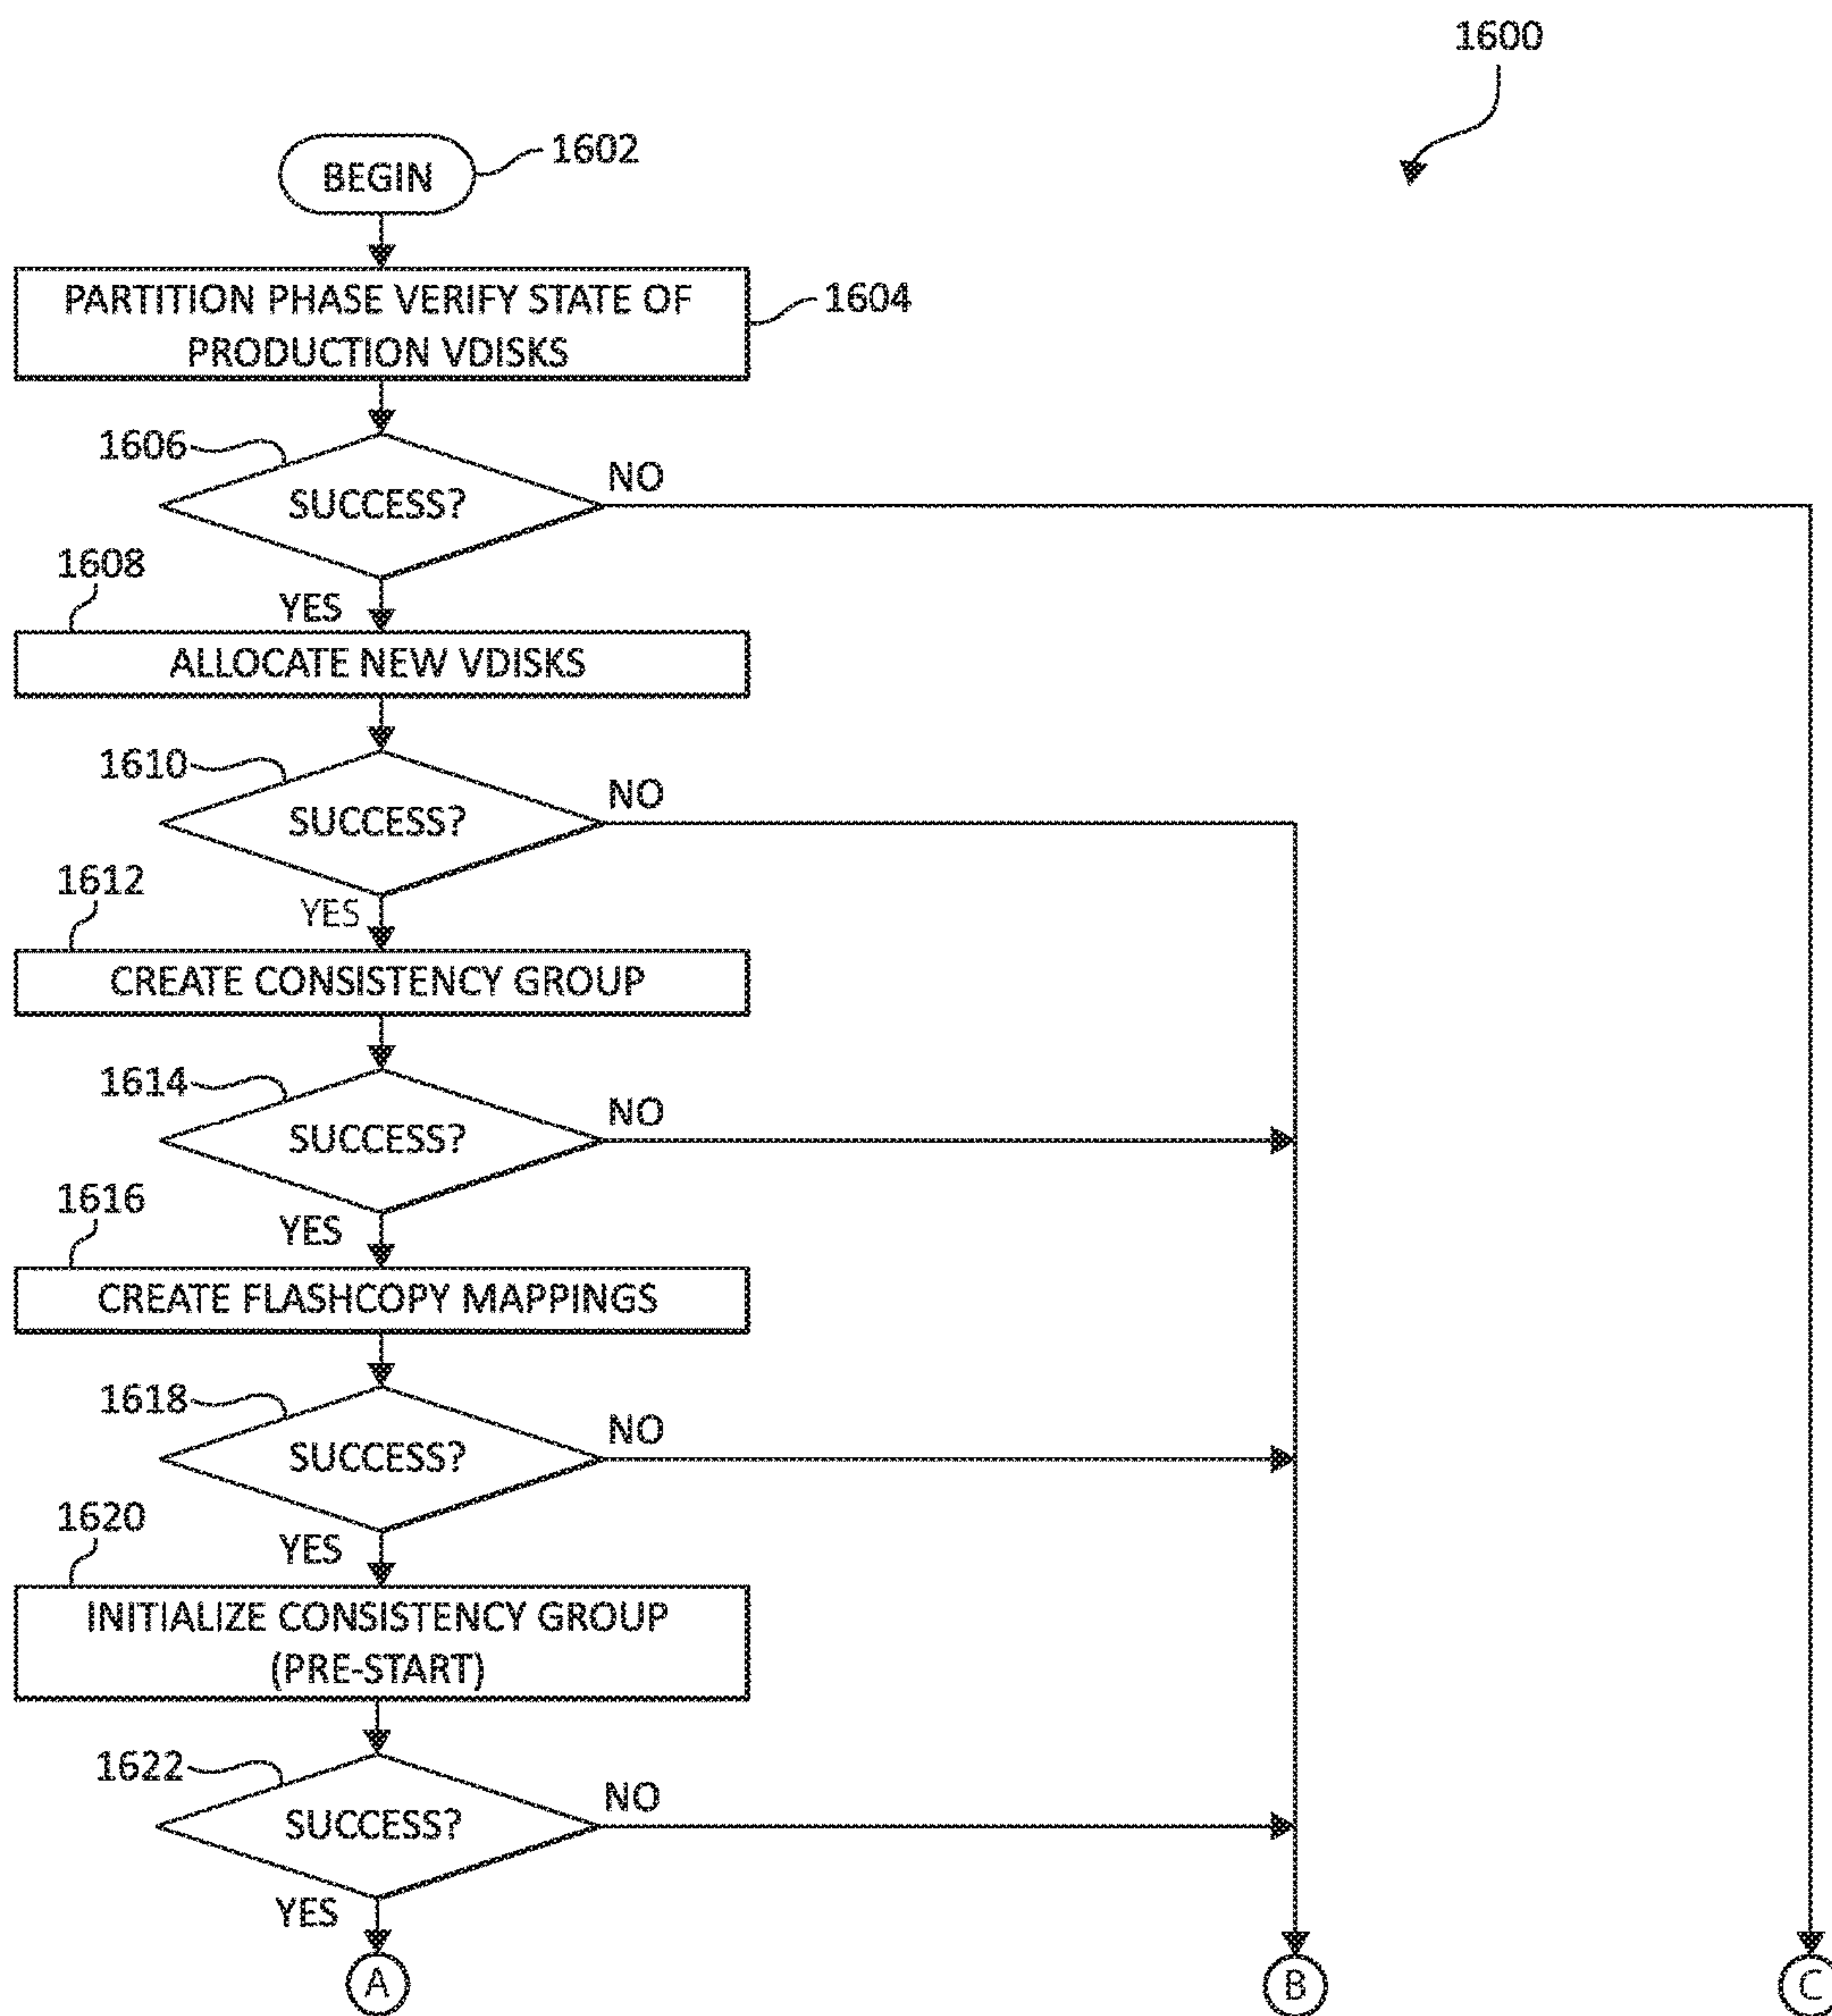 1600
BEGIN
1602
PARTITION PHASE VERIFY STATE OF
PRODUCTION VDISKS
1604
1606
SUCCESS?
NO
YES
1608
ALLOCATE NEW VDISKS
1610
SUCCESS?
NO
YES
1612
CREATE CONSISTENCY GROUP
1614
SUCCESS?
NO
YES
1616
CREATE FLASHCOPY MAPPINGS
1618
SUCCESS?
NO
YES
1620
INITIALIZE CONSISTENCY GROUP
(PRE-START)
1622
SUCCESS?
NO
YES
A
B
C